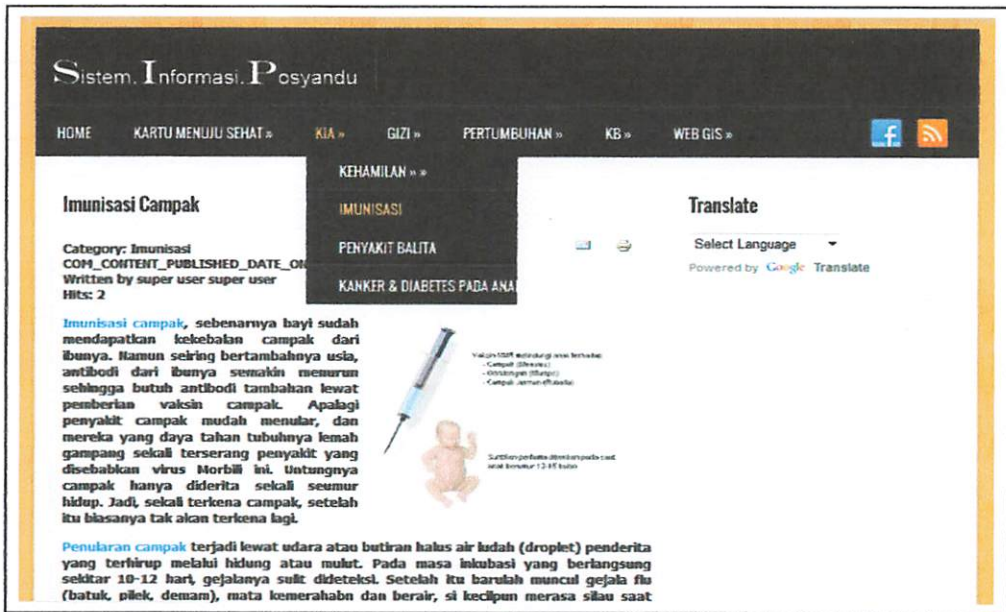 Sistem. Informasi. Posyandu
HOME KARTU MENUJU SEHAT » KIA » GIZI » PERTUMBUHAN » KB » WEB GIS »
KEHAMILAN » »
IMUNISASI
PENYAKIT BALITA
KANKER & DIABETES PADA ANA
Imunisasi Campak
Category: Imunisasi
COM_CONTENT_PUBLISHED_DATE_ON
Written by super user super user
Hits: 2
Translate
Select Language
Powered by Google Translate
Imunisasi campak, sebenarnya bayi sudah
mendapatkan kekebalan campak dari
ibunya. Namun seiring bertambahnya usia,
antibodi dari ibunya semakin menurun
sehingga butuh antibodi tambahan lewat
pemberian vaksin campak. Apalagi
penyakit campak mudah menular, dan
mereka yang daya tahan tubuhnya lemah
gampang sekali terserang penyakit yang
disebabkan virus Morbili ini. Untungnya
campak hanya diderita sekali seumur
hidup. Jadi, sekali terkena campak, setelah
itu biasanya tak akan terkena lagi.
- Campak
Penularan campak terjadi lewat udara atau butiran halus air ludah (droplet) penderita
yang terhirup melalui hidung atau mulut. Pada masa inkubasi yang berlangsung
sekitar 10-12 hari, gejalanya sulit dideteksi. Setelah itu barulah muncul gejala flu
(batuk, pilek, demam), mata kemerahabn dan berair, si kecilpun merasa silau saat